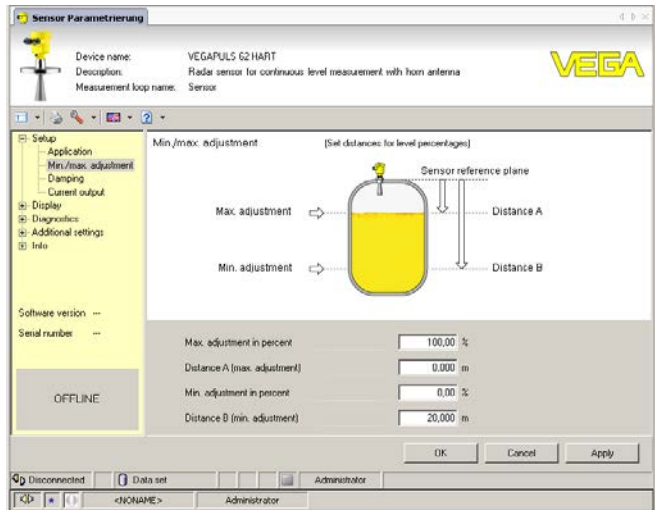 Sensor Parametrierung
Device name: VEGAPULS 62 HART
Description: Radar sensor for continuous level measurement with horn antenna
Measurement loop name: Sensor
VEGA
Setup
Application
Min./max. adjustment
Damping
Current output
Display
Diagnostics
Additional settings
Info
Software version ---
Serial number ---
OFFLINE
Min./max. adjustment (Set distances for level percentages)
Sensor reference plane
Max. adjustment
Distance A
Min. adjustment
Distance B
Max. adjustment in percent 100,00 %
Distance A (max. adjustment) 0.000 m
Min. adjustment in percent 0,00 %
Distance B (min. adjustment) 20,000 m
OK Cancel Apply
Disconnected Data set Administrator
<NONAME> Administrator